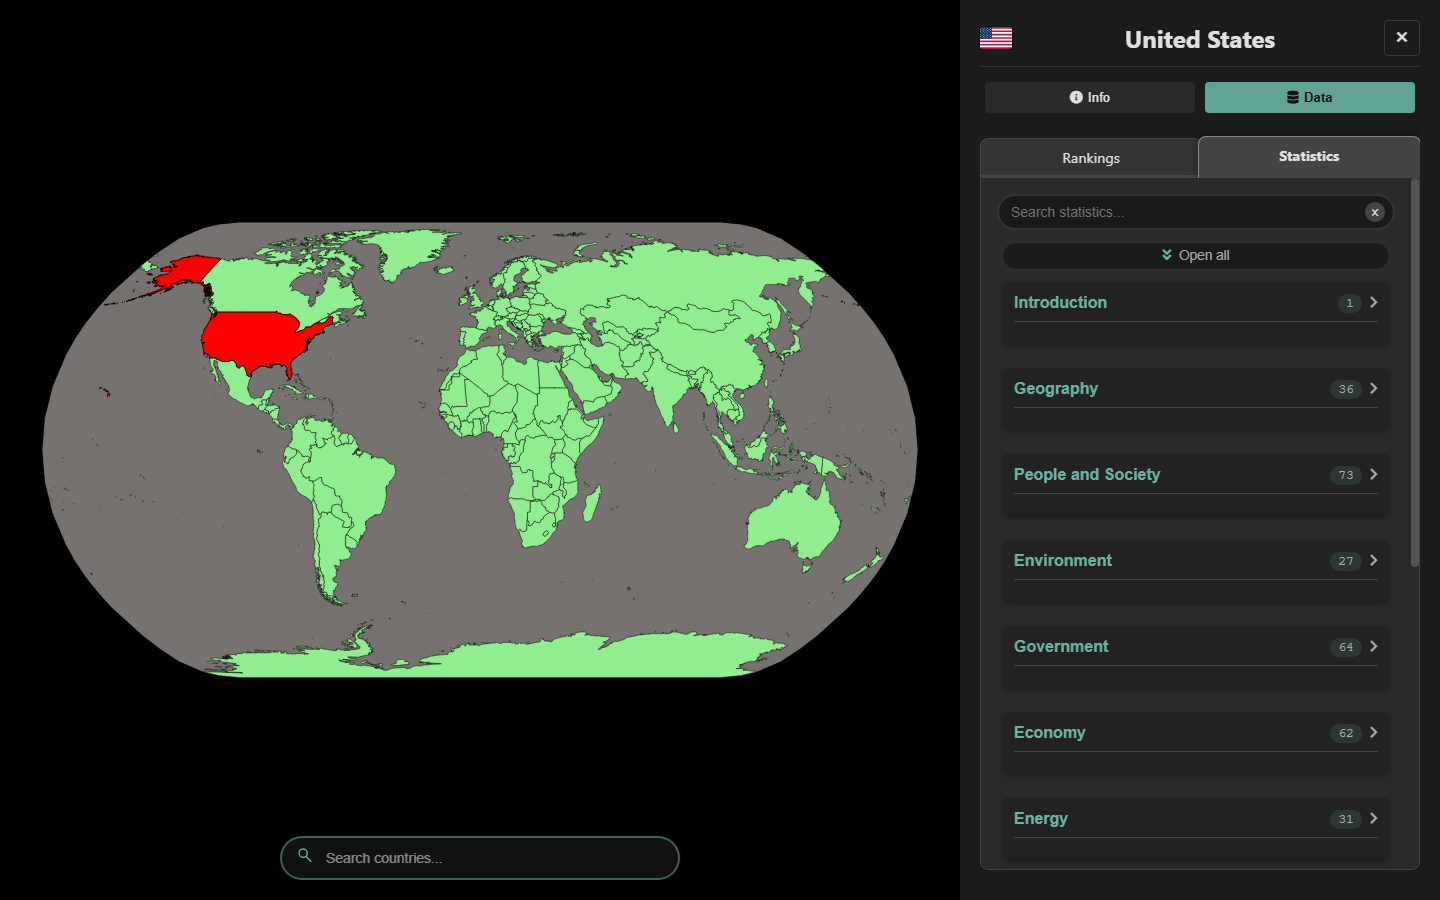 United States
Info
Data
Rankings
Statistics
Search statistics...
Open all
Introduction 1
Geography 36
People and Society 73
Environment 27
Government 64
Economy 62
Energy 31
Search countries...